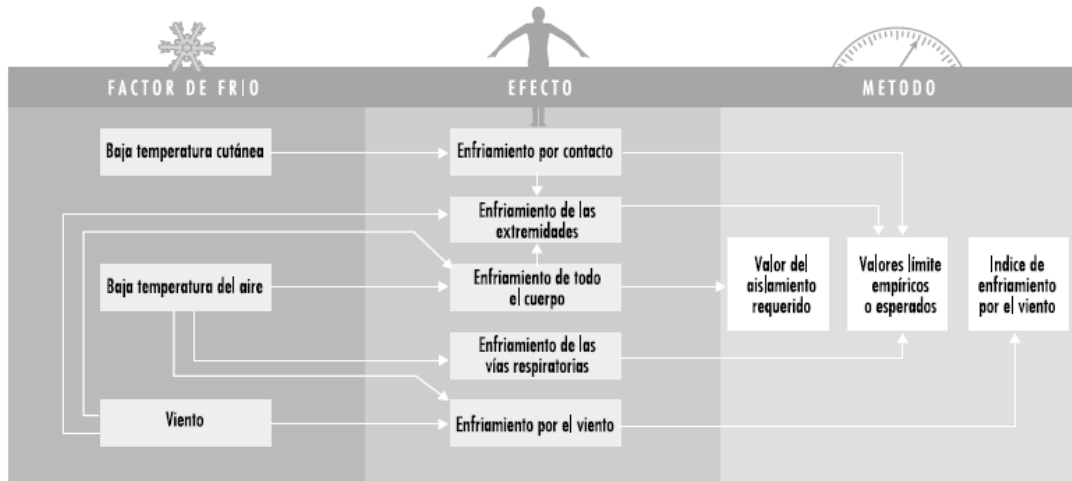 FACTOR DE FRIO
EFECTO
METODO
Baja temperatura cutánea
Enfriamiento por contacto
Enfriamiento de las
extremidades
Baja temperatura del aire
Enfriamiento de todo
el cuerpo
Valor del
aislamiento
requerido
Valores límite
empíricos
o esperados
Indice de
enfriamiento
por el viento
Enfriamiento de las
vías respiratorias
Viento
Enfriamiento por el viento